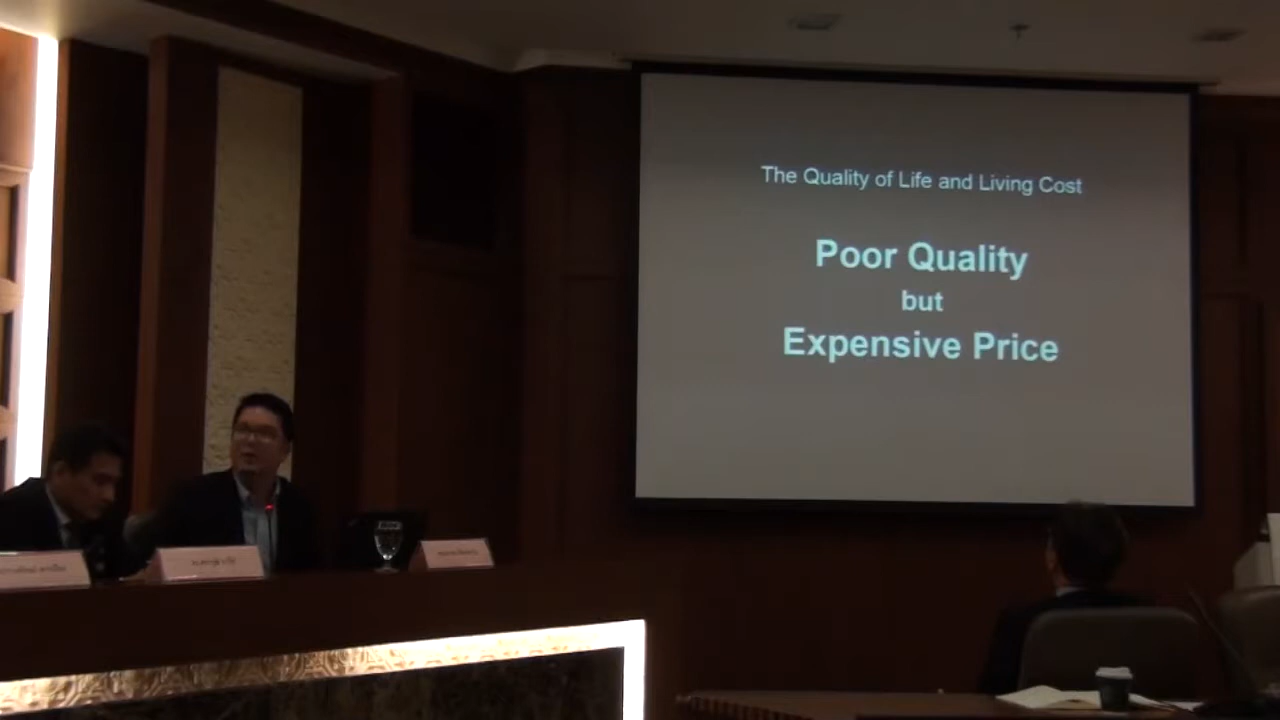 The Quality of Life and Living Cost
Poor Quality
but
Expensive Price